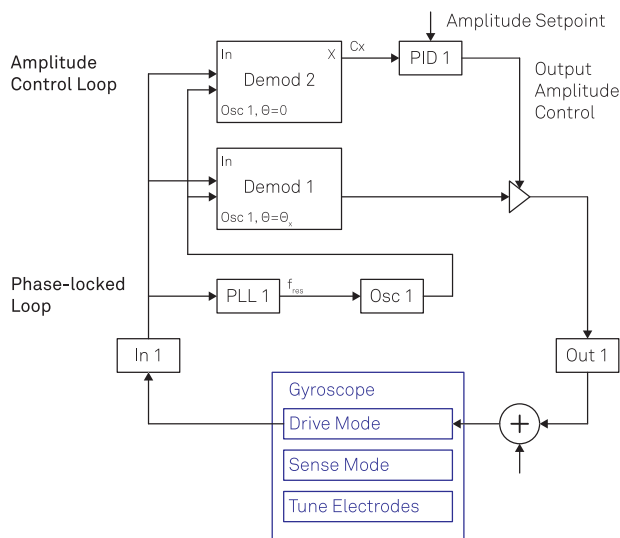 Amplitude Setpoint
Amplitude
Control Loop
In
X
Demod 2
Osc 1, Θ=0
Cx
PID 1
Output
Amplitude
Control
In
Demod 1
Osc 1, Θ=Θx
Phase-locked
Loop
PLL 1
fres
Osc 1
In 1
Out 1
Gyroscope
Drive Mode
+
Sense Mode
Tune Electrodes